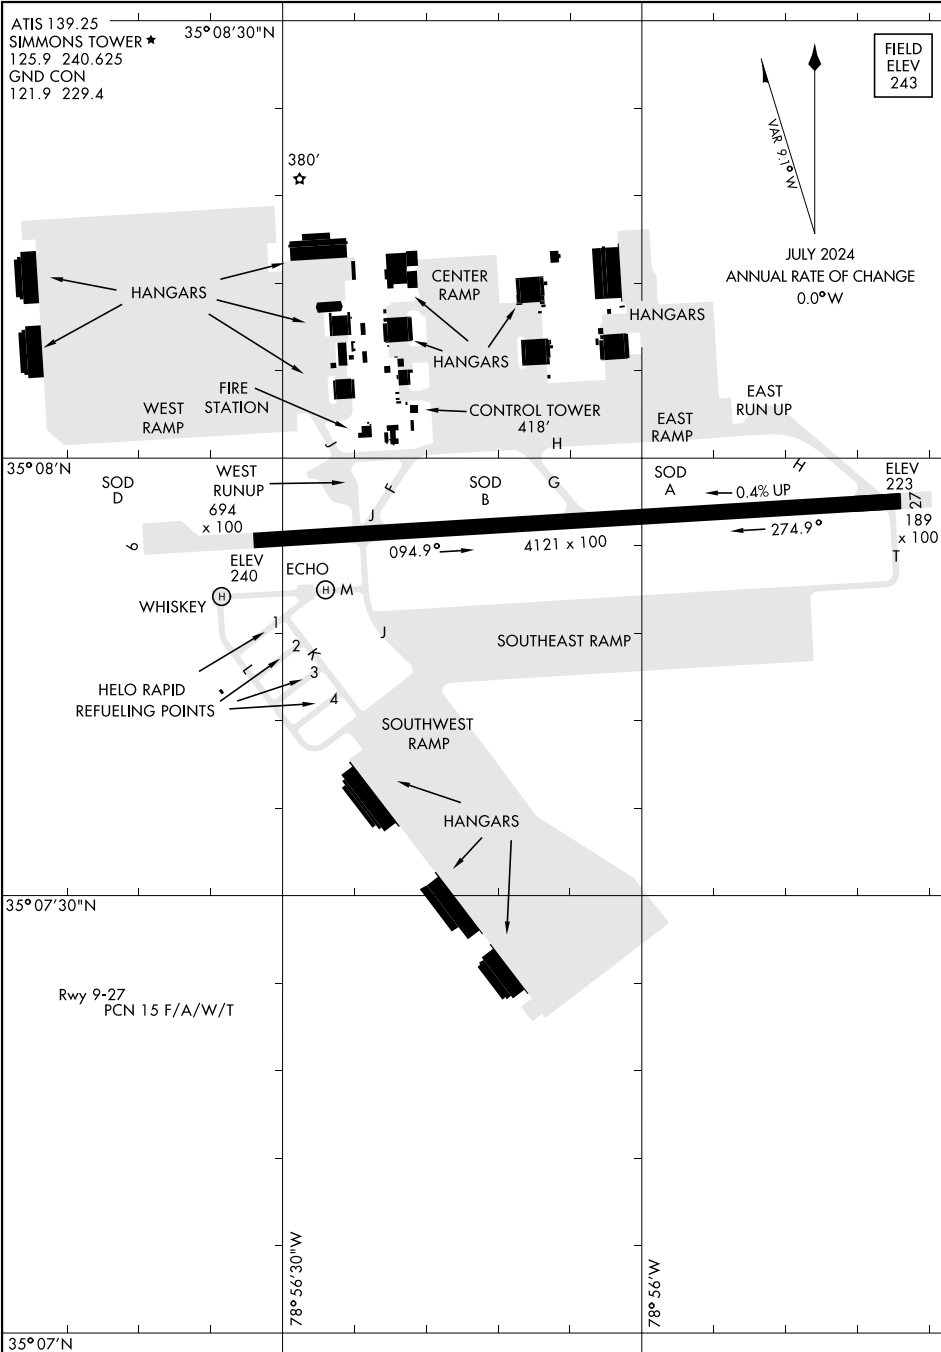 ATIS 139.25
SIMMONS TOWER ★
125.9 240.625
GND CON
121.9 229.4
35°08'30"N
FIELD
ELEV
243
VAR 9.1° W
JULY 2024
ANNUAL RATE OF CHANGE
0.0° W
380'
HANGARS
CENTER
RAMP
HANGARS
HANGARS
FIRE
STATION
WEST
RAMP
CONTROL TOWER
418'
EAST
RAMP
EAST
RUN UP
J
H
H
35°08'N
SOD
D
WEST
RUNUP
694
x 100
F
J
SOD
B
G
SOD
A
0.4% UP
ELEV
223
27
189
x 100
9
094.9°
4121 x 100
274.9°
T
ELEV
240
ECHO
H
M
WHISKEY
H
1
2
K
3
4
L
J
SOUTHEAST RAMP
HELO RAPID
REFUELING POINTS
SOUTHWEST
RAMP
HANGARS
35°07'30"N
Rwy 9-27
PCN 15 F/A/W/T
78°56'30"W
78°56'W
35°07'N